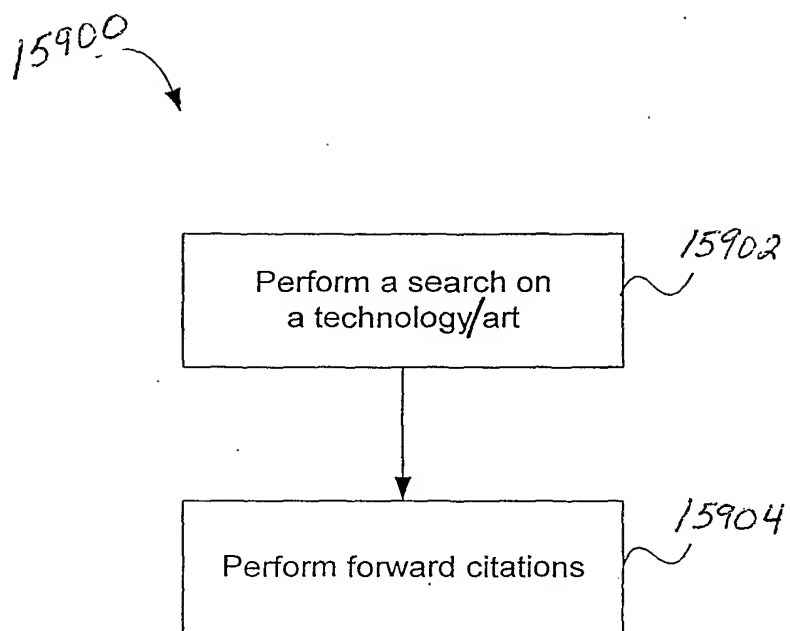 15900
15902
Perform a search on
a technology/art
15904
Perform forward citations